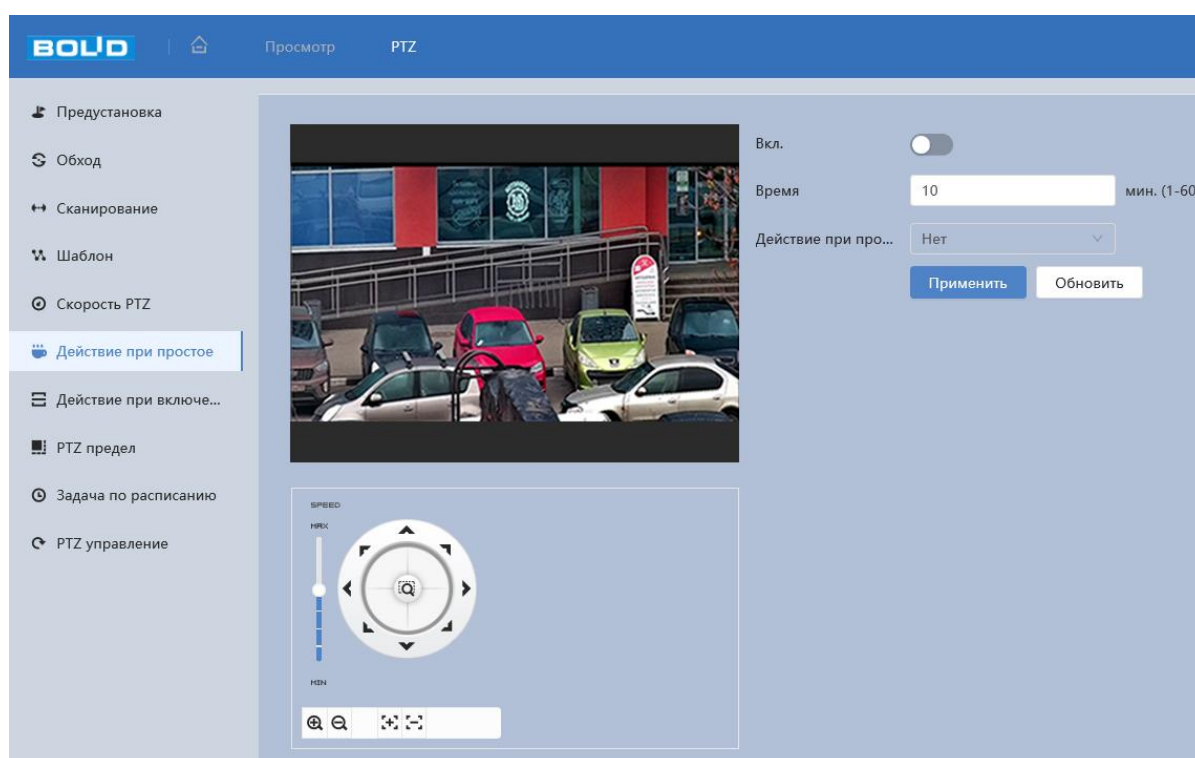 BOLID
Просмотр
PTZ
Предустановка
Обход
Сканирование
Шаблон
Скорость PTZ
Действие при простое
Действие при включе...
PTZ предел
Задача по расписанию
PTZ управление
Вкл.
Время
10
мин. (1-60
Действие при про...
Нет
Применить
Обновить
SPEED
MAX
MIN